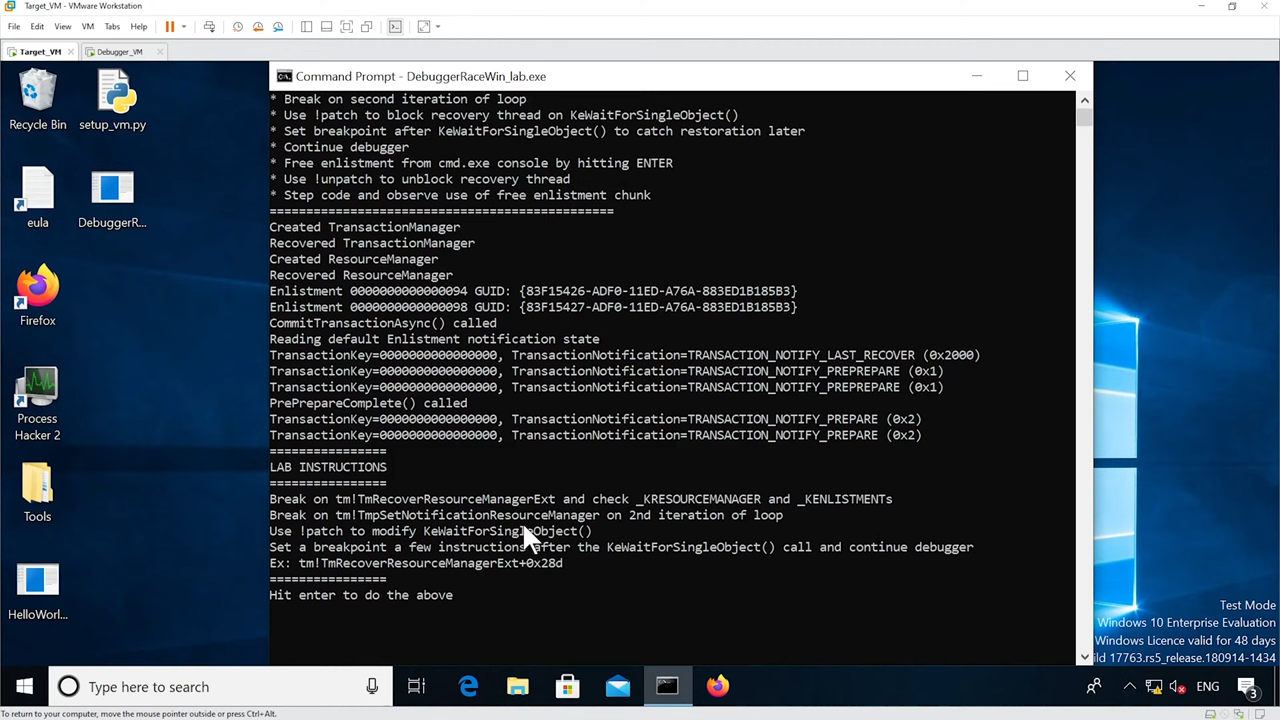 Target_VM - VMware Workstation
File Edit View VM Tabs Help
Target_VM
Debugger_VM
Recycle Bin
setup_vm.py
eula
DebuggerR...
Firefox
Process
Hacker 2
Tools
HelloWorl...
Command Prompt - DebuggerRaceWin_lab.exe
* Break on second iteration of loop
* Use !patch to block recovery thread on KeWaitForSingleObject()
* Set breakpoint after KeWaitForSingleObject() to catch restoration later
* Continue debugger
* Free enlistment from cmd.exe console by hitting ENTER
* Use !unpatch to unblock recovery thread
* Step code and observe use of free enlistment chunk
===============================================
Created TransactionManager
Recovered TransactionManager
Created ResourceManager
Recovered ResourceManager
Enlistment 0000000000000094 GUID: {83F15426-ADF0-11ED-A76A-883ED1B185B3}
Enlistment 0000000000000098 GUID: {83F15427-ADF0-11ED-A76A-883ED1B185B3}
CommitTransactionAsync() called
Reading default Enlistment notification state
TransactionKey=0000000000000000, TransactionNotification=TRANSACTION_NOTIFY_LAST_RECOVER (0x2000)
TransactionKey=0000000000000000, TransactionNotification=TRANSACTION_NOTIFY_PREPREPARE (0x1)
TransactionKey=0000000000000000, TransactionNotification=TRANSACTION_NOTIFY_PREPREPARE (0x1)
PrePrepareComplete() called
TransactionKey=0000000000000000, TransactionNotification=TRANSACTION_NOTIFY_PREPARE (0x2)
TransactionKey=0000000000000000, TransactionNotification=TRANSACTION_NOTIFY_PREPARE (0x2)
================
LAB INSTRUCTIONS
================
Break on tm!TmRecoverResourceManagerExt and check _KRESOURCEMANAGER and _KENLISTMENTs
Break on tm!TmpSetNotificationResourceManager on 2nd iteration of loop
Use !patch to modify KeWaitForSingleObject()
Set a breakpoint a few instructions after the KeWaitForSingleObject() call and continue debugger
Ex: tm!TmRecoverResourceManagerExt+0x28d
================
Hit enter to do the above
Test Mode
Windows 10 Enterprise Evaluation
Windows Licence valid for 48 days
ild 17763.rs5_release.180914-1434
Type here to search
ENG
3
To return to your computer, move the mouse pointer outside or press Ctrl+Alt.